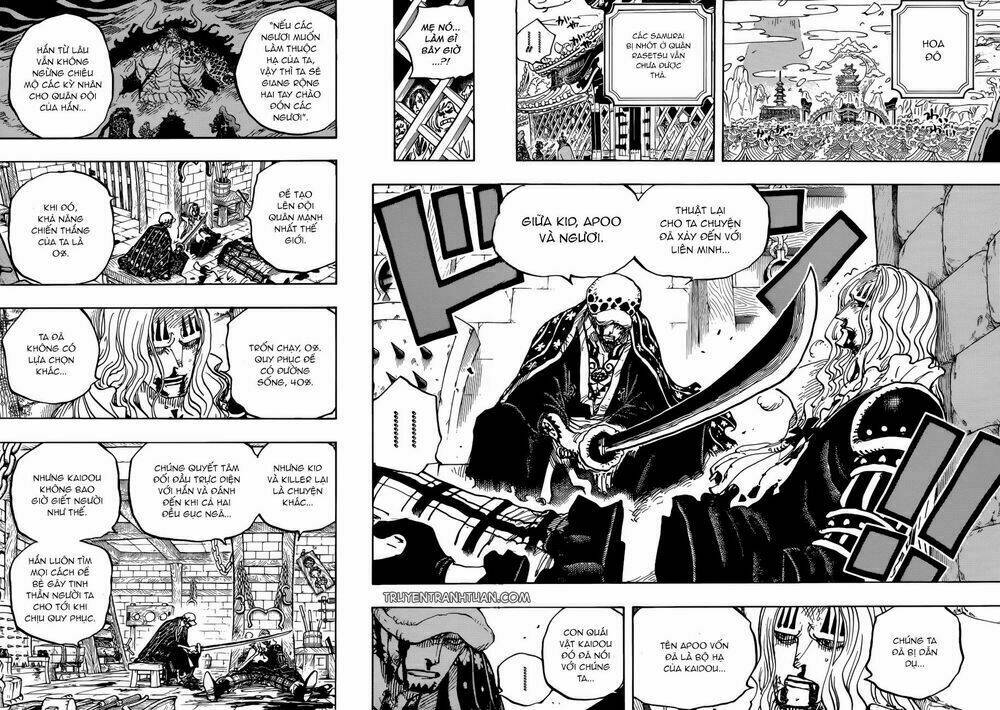 HOA
ĐÔ
CÁC SAMURAI
BỊ NHỐT Ở QUẬN
RASETSU VẪN
CHƯA ĐƯỢC
THẢ.
MẸ NÓ..
LÀM GÌ
BÂY GIỜ
...?!
THUẬT LẠI
CHO TA CHUYỆN
ĐÃ XẢY ĐẾN VỚI
LIÊN MINH...
GIỮA KID, APOO
VÀ NGƯƠI.
CHÚNG TA
ĐÃ BỊ DẪN
DỤ...
TÊN APOO VỐN
ĐÃ LÀ BỘ HẠ
CỦA KAIDOU...
CON QUÁI
VẬT KAIDOU
ĐÓ ĐÃ NÓI
VỚI CHÚNG
TA...
TRUYENTRANHTUAN.COM
"NẾU CÁC
NGƯƠI MUỐN
LÀM THUỘC
HẠ CỦA TA,
VẬY THÌ TA SẼ
GIANG RỘNG
HAI TAY CHÀO
ĐÓN CÁC
NGƯƠI".
HẮN TỪ LÂU
VẪN KHÔNG
NGỪNG CHIÊU
MỘ CÁC KỲ NHÂN
CHO QUÂN ĐỘI
CỦA HẮN...
ĐỂ TẠO
LÊN ĐỘI
QUÂN MẠNH
NHẤT THẾ
GIỚI.
KHI ĐÓ,
KHẢ NĂNG
CHIẾN THẮNG
CỦA TA LÀ
0%.
TRỐN CHẠY, 0%.
QUY PHỤC ĐỂ
CÓ ĐƯỜNG
SỐNG, 40%.
TA ĐÃ
KHÔNG CÓ
LỰA CHỌN
KHÁC...
NHƯNG KID
VÀ KILLER LẠI
LÀ CHUYỆN
KHÁC...
CHÚNG QUYẾT TÂM
ĐỐI ĐẦU TRỰC DIỆN
VỚI HẮN VÀ ĐÁNH
ĐẾN KHI CẢ HAI
ĐỀU GỤC NGÃ...
NHƯNG KAIDOU
KHÔNG BAO
GIỜ GIẾT NGƯỜI
NHƯ THẾ.
HẮN LUÔN TÌM
MỌI CÁCH ĐỂ
BẺ GÃY TINH
THẦN NGƯỜI TA
CHO TỚI KHI
CHỊU QUY PHỤC.